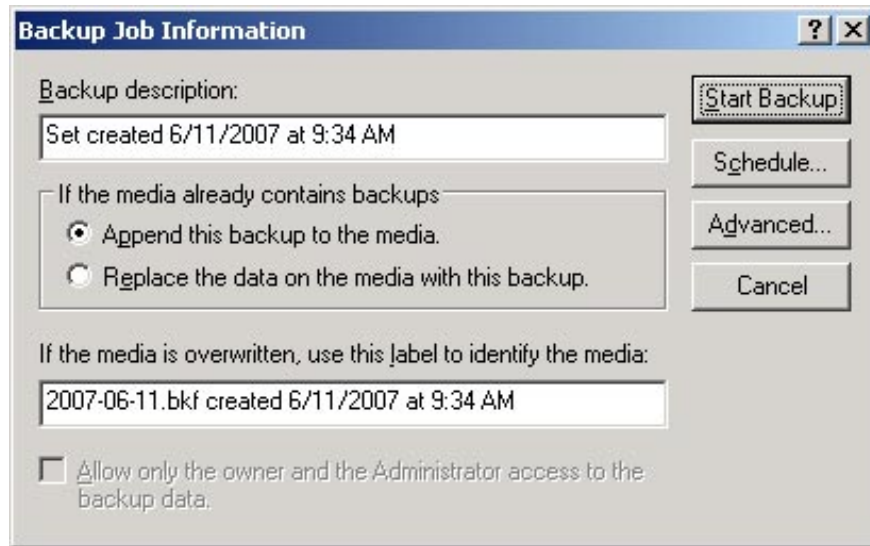 Backup Job Information
Backup description:
Set created 6/11/2007 at 9:34 AM
If the media already contains backups
Append this backup to the media.
Replace the data on the media with this backup.
If the media is overwritten, use this label to identify the media:
2007-06-11.bkf created 6/11/2007 at 9:34 AM
Allow only the owner and the Administrator access to the
backup data.
Start Backup
Schedule...
Advanced...
Cancel